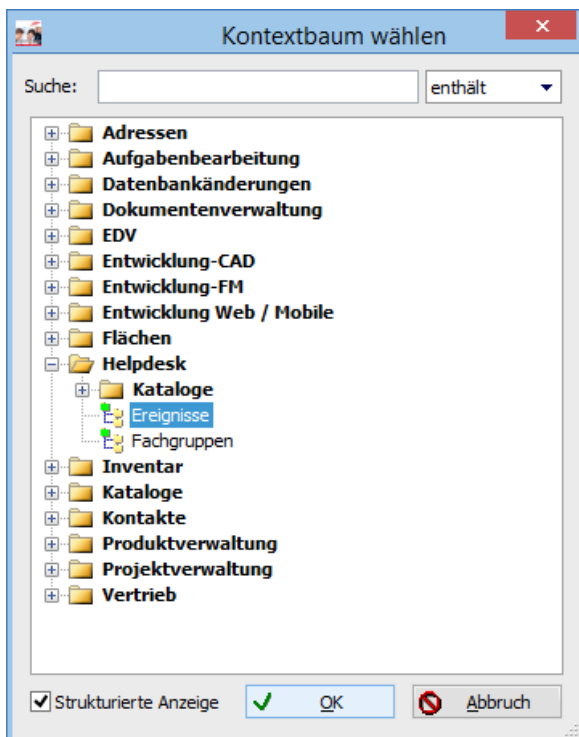 Kontextbaum wählen
Suche: enthält
Adressen
Aufgabenbearbeitung
Datenbankänderungen
Dokumentenverwaltung
EDV
Entwicklung-CAD
Entwicklung-FM
Entwicklung Web / Mobile
Flächen
Helpdesk
Kataloge
Ereignisse
Fachgruppen
Inventar
Kataloge
Kontakte
Produktverwaltung
Projektverwaltung
Vertrieb
Strukturierte Anzeige OK Abbruch